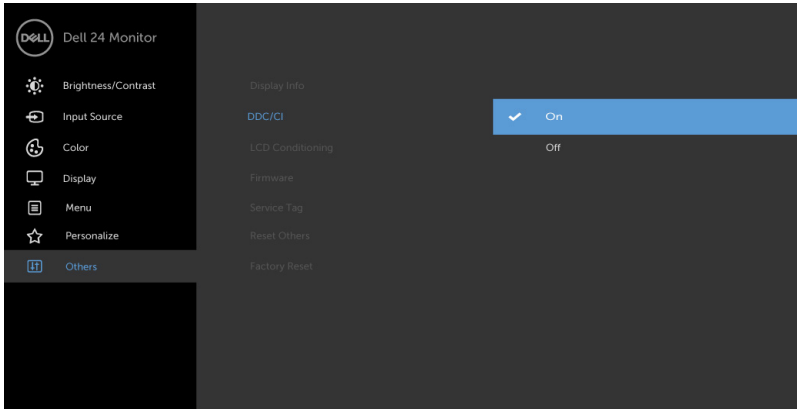 DELL
Dell 24 Monitor
Brightness/Contrast
Input Source
Color
Display
Menu
Personalize
Others
Display Info
DDC/CI
LCD Conditioning
Firmware
Service Tag
Reset Others
Factory Reset
On
Off